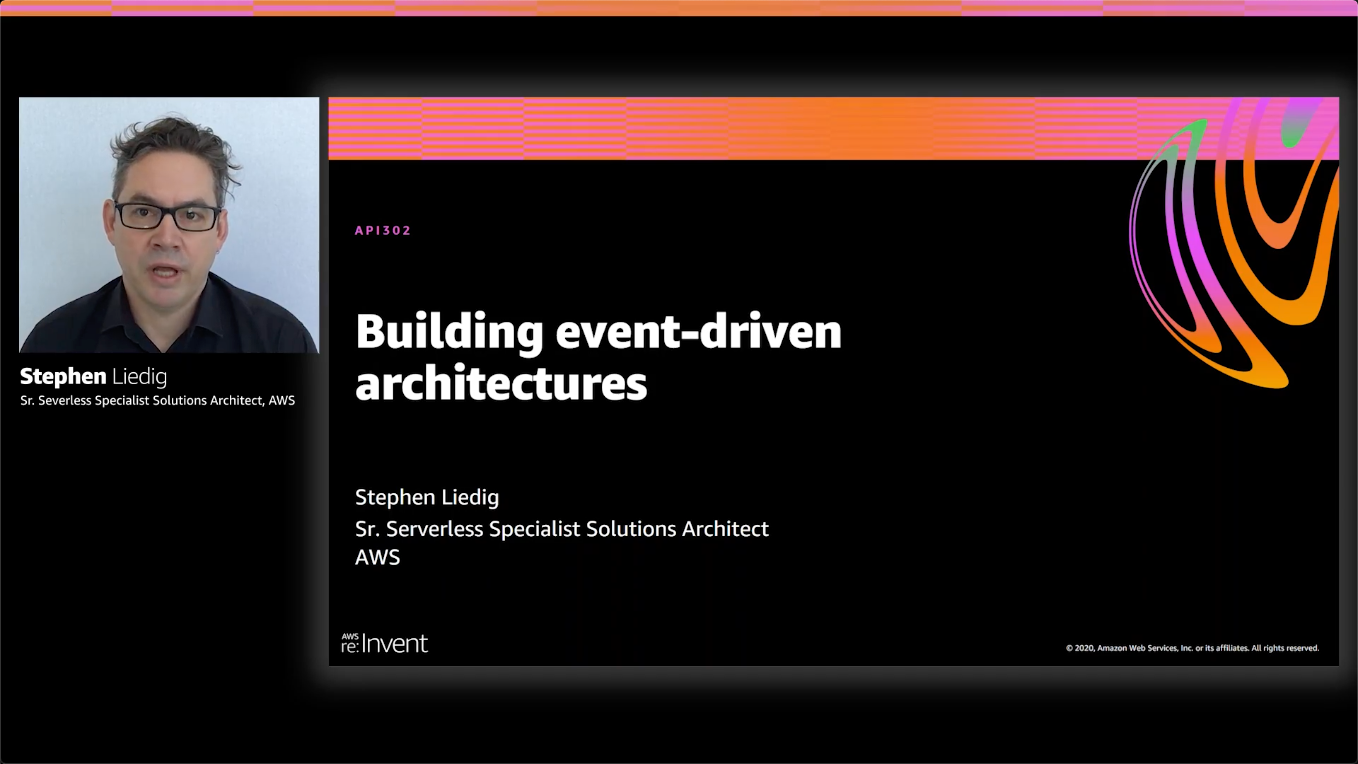 Stephen Liedig
Sr. Severless Specialist Solutions Architect, AWS
API302
Building event-driven
architectures
Stephen Liedig
Sr. Serverless Specialist Solutions Architect
AWS
AWS
re:Invent
© 2020, Amazon Web Services, Inc. or its affiliates. All rights reserved.